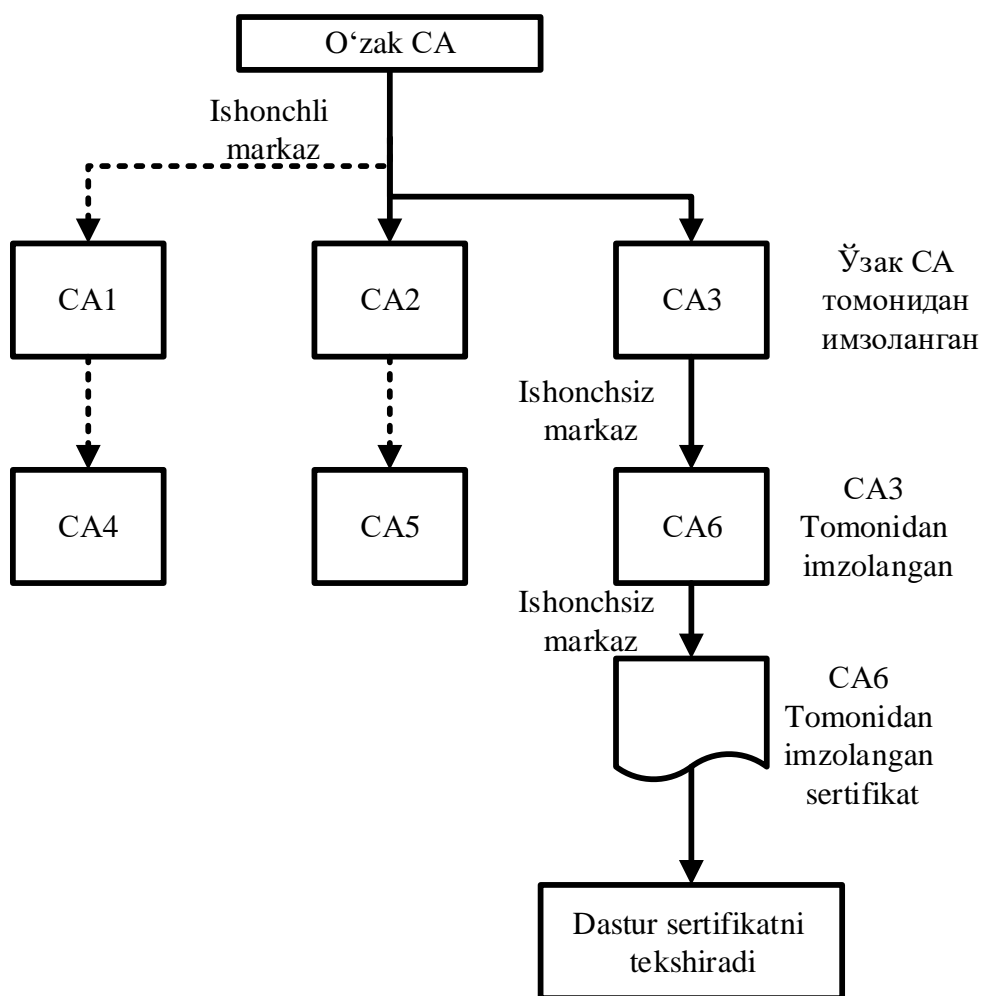 O‘zak CA
Ishonchli
markaz
CA1
CA2
CA3
Ўзак СА
томонидан
имзоланган
Ishonchsiz
markaz
CA4
CA5
CA6
CA3
Tomonidan
imzolangan
Ishonchsiz
markaz
CA6
Tomonidan
imzolangan
sertifikat
Dastur sertifikatni
tekshiradi